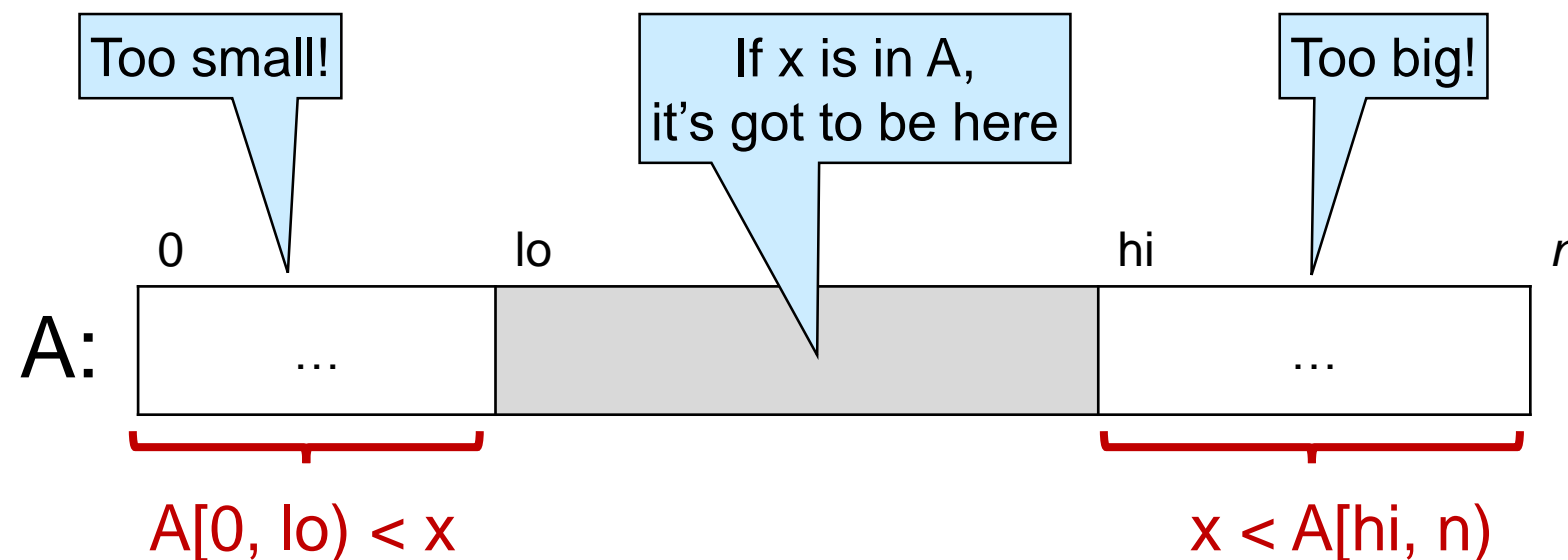 Too small!
If x is in A,
it’s got to be here
Too big!
0 lo hi n
A: … …
A[0, lo) < x x < A[hi, n)